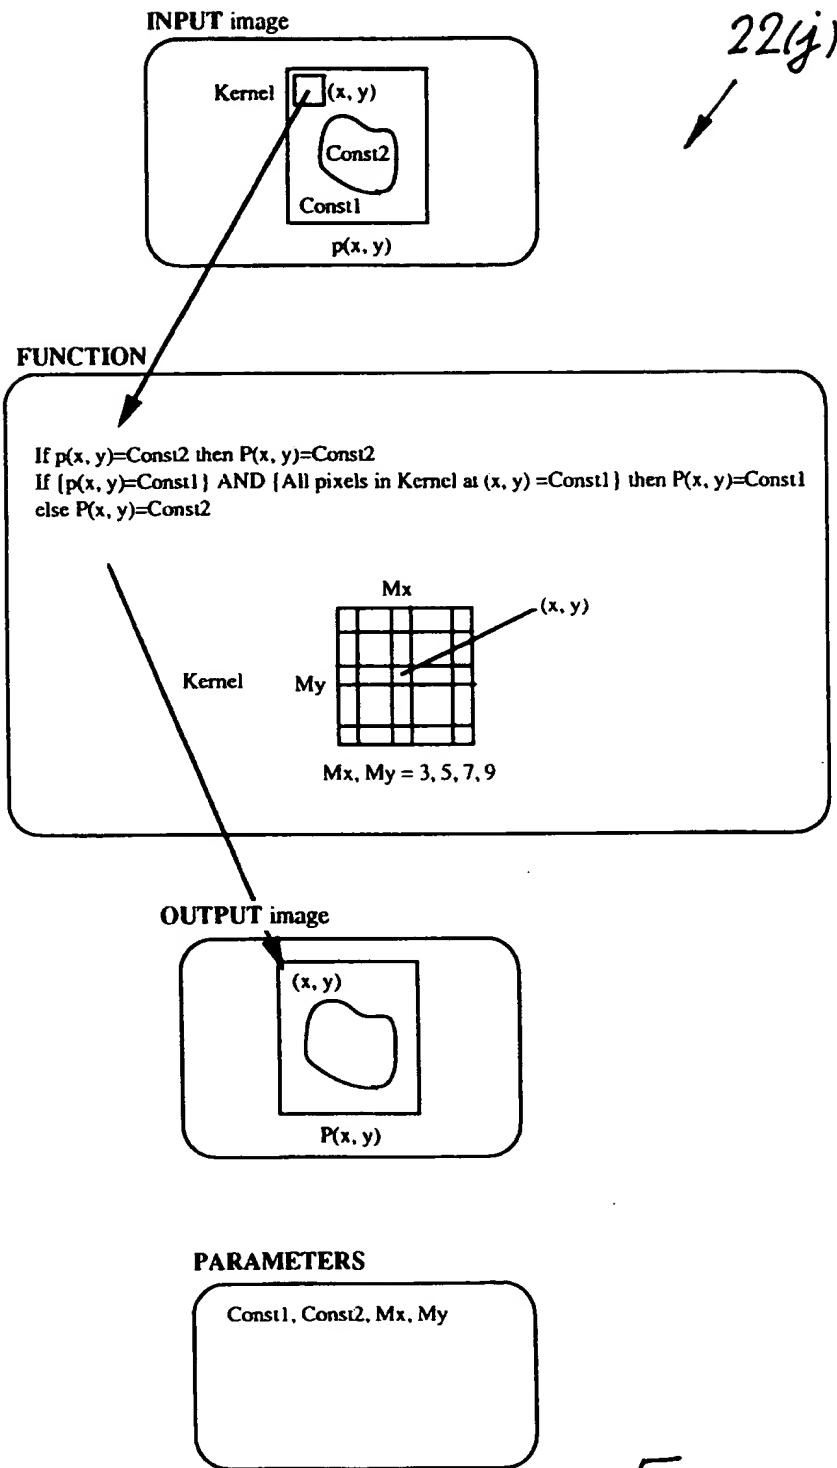 INPUT image
22(j)
Kernel
(x, y)
Const2
Const1
p(x, y)
FUNCTION
If p(x, y)=Const2 then P(x, y)=Const2
If {p(x, y)=Const1} AND {All pixels in Kernel at (x, y) =Const1} then P(x, y)=Const1
else P(x, y)=Const2
Mx
(x, y)
Kernel
My
Mx, My = 3, 5, 7, 9
OUTPUT image
(x, y)
P(x, y)
PARAMETERS
Const1, Const2, Mx, My